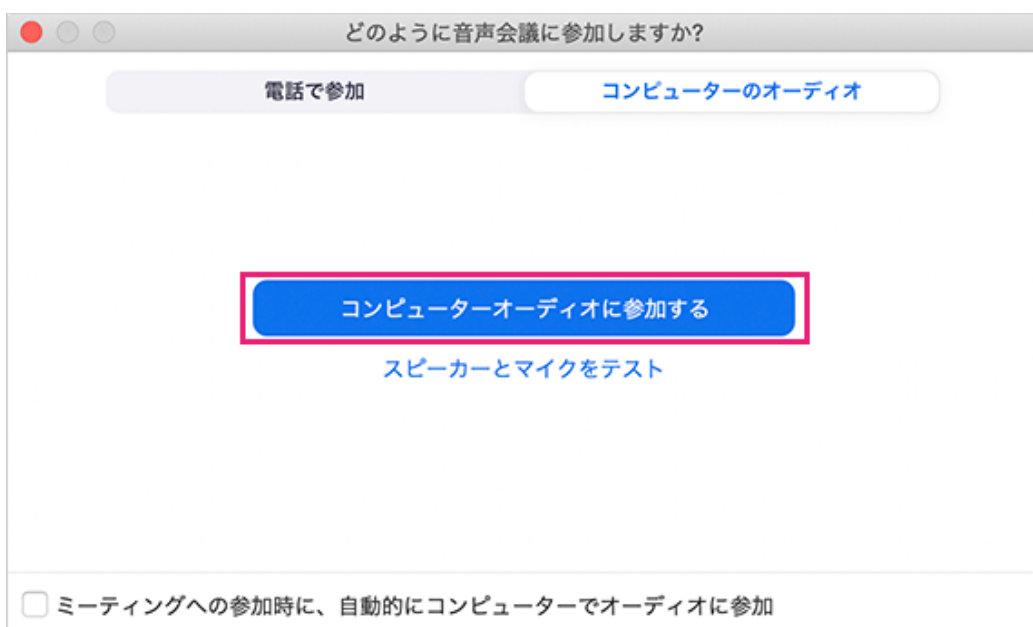 どのように音声会議に参加しますか?
電話で参加
コンピューターのオーディオ
コンピューターオーディオに参加する
スピーカーとマイクをテスト
ミーティングへの参加時に、自動的にコンピューターでオーディオに参加